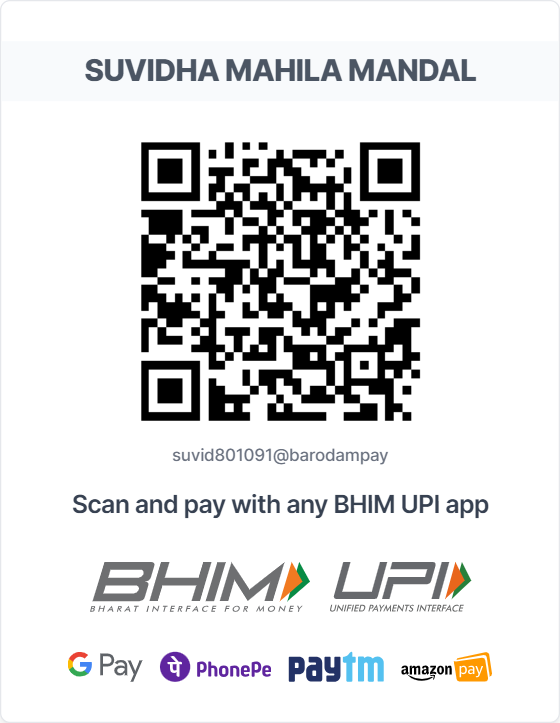 SUVIDHA MAHILA MANDAL
suvid801091@barodampay
Scan and pay with any BHIM UPI app
BHIM UPI
BHARAT INTERFACE FOR MONEY UNIFIED PAYMENTS INTERFACE
G Pay पे PhonePe paytm amazon pay